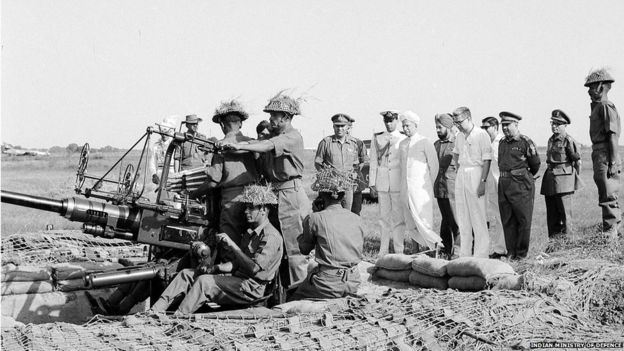 INDIAN MINISTRY OF DEFENCE